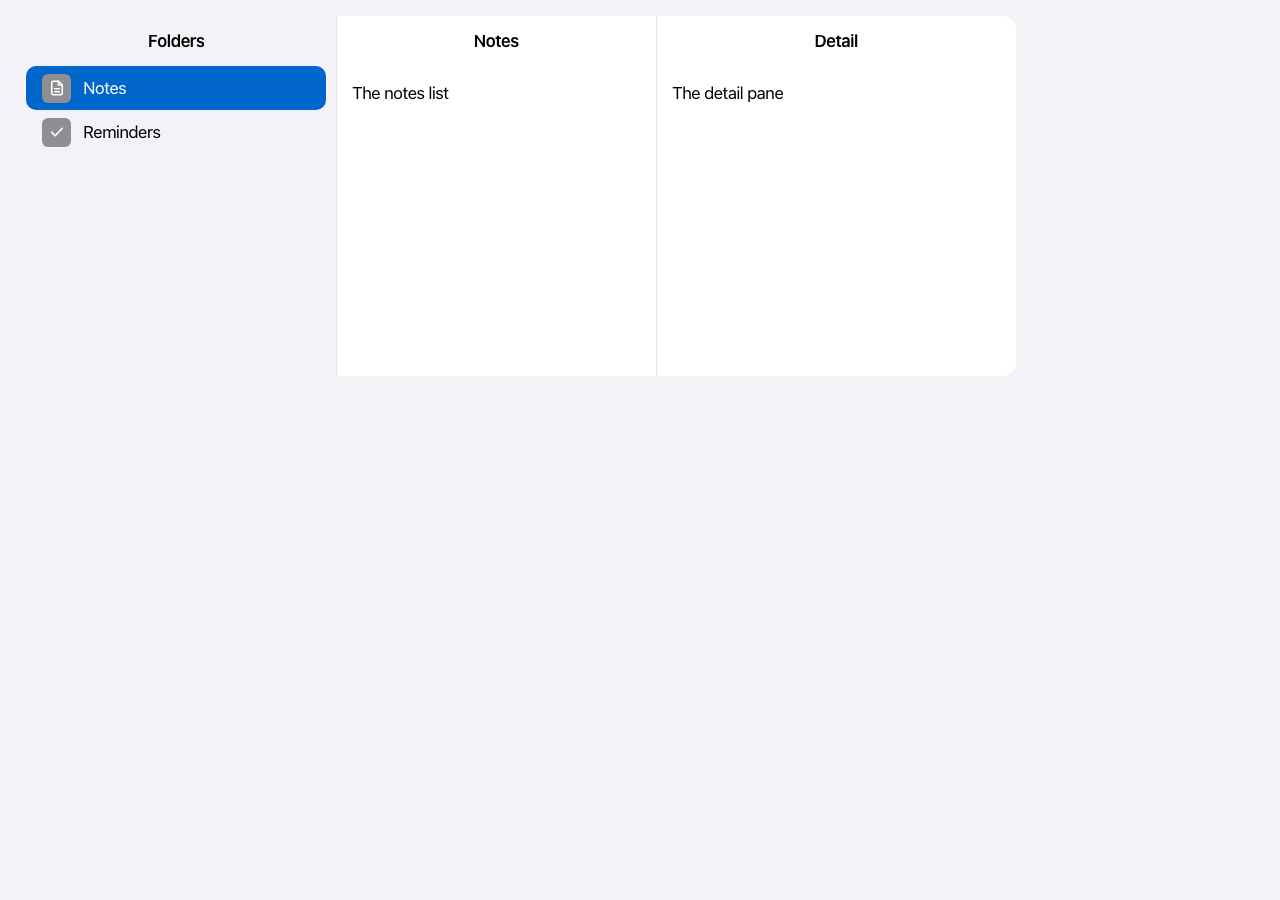 Folders
Notes
Reminders
Notes
The notes list
Detail
The detail pane